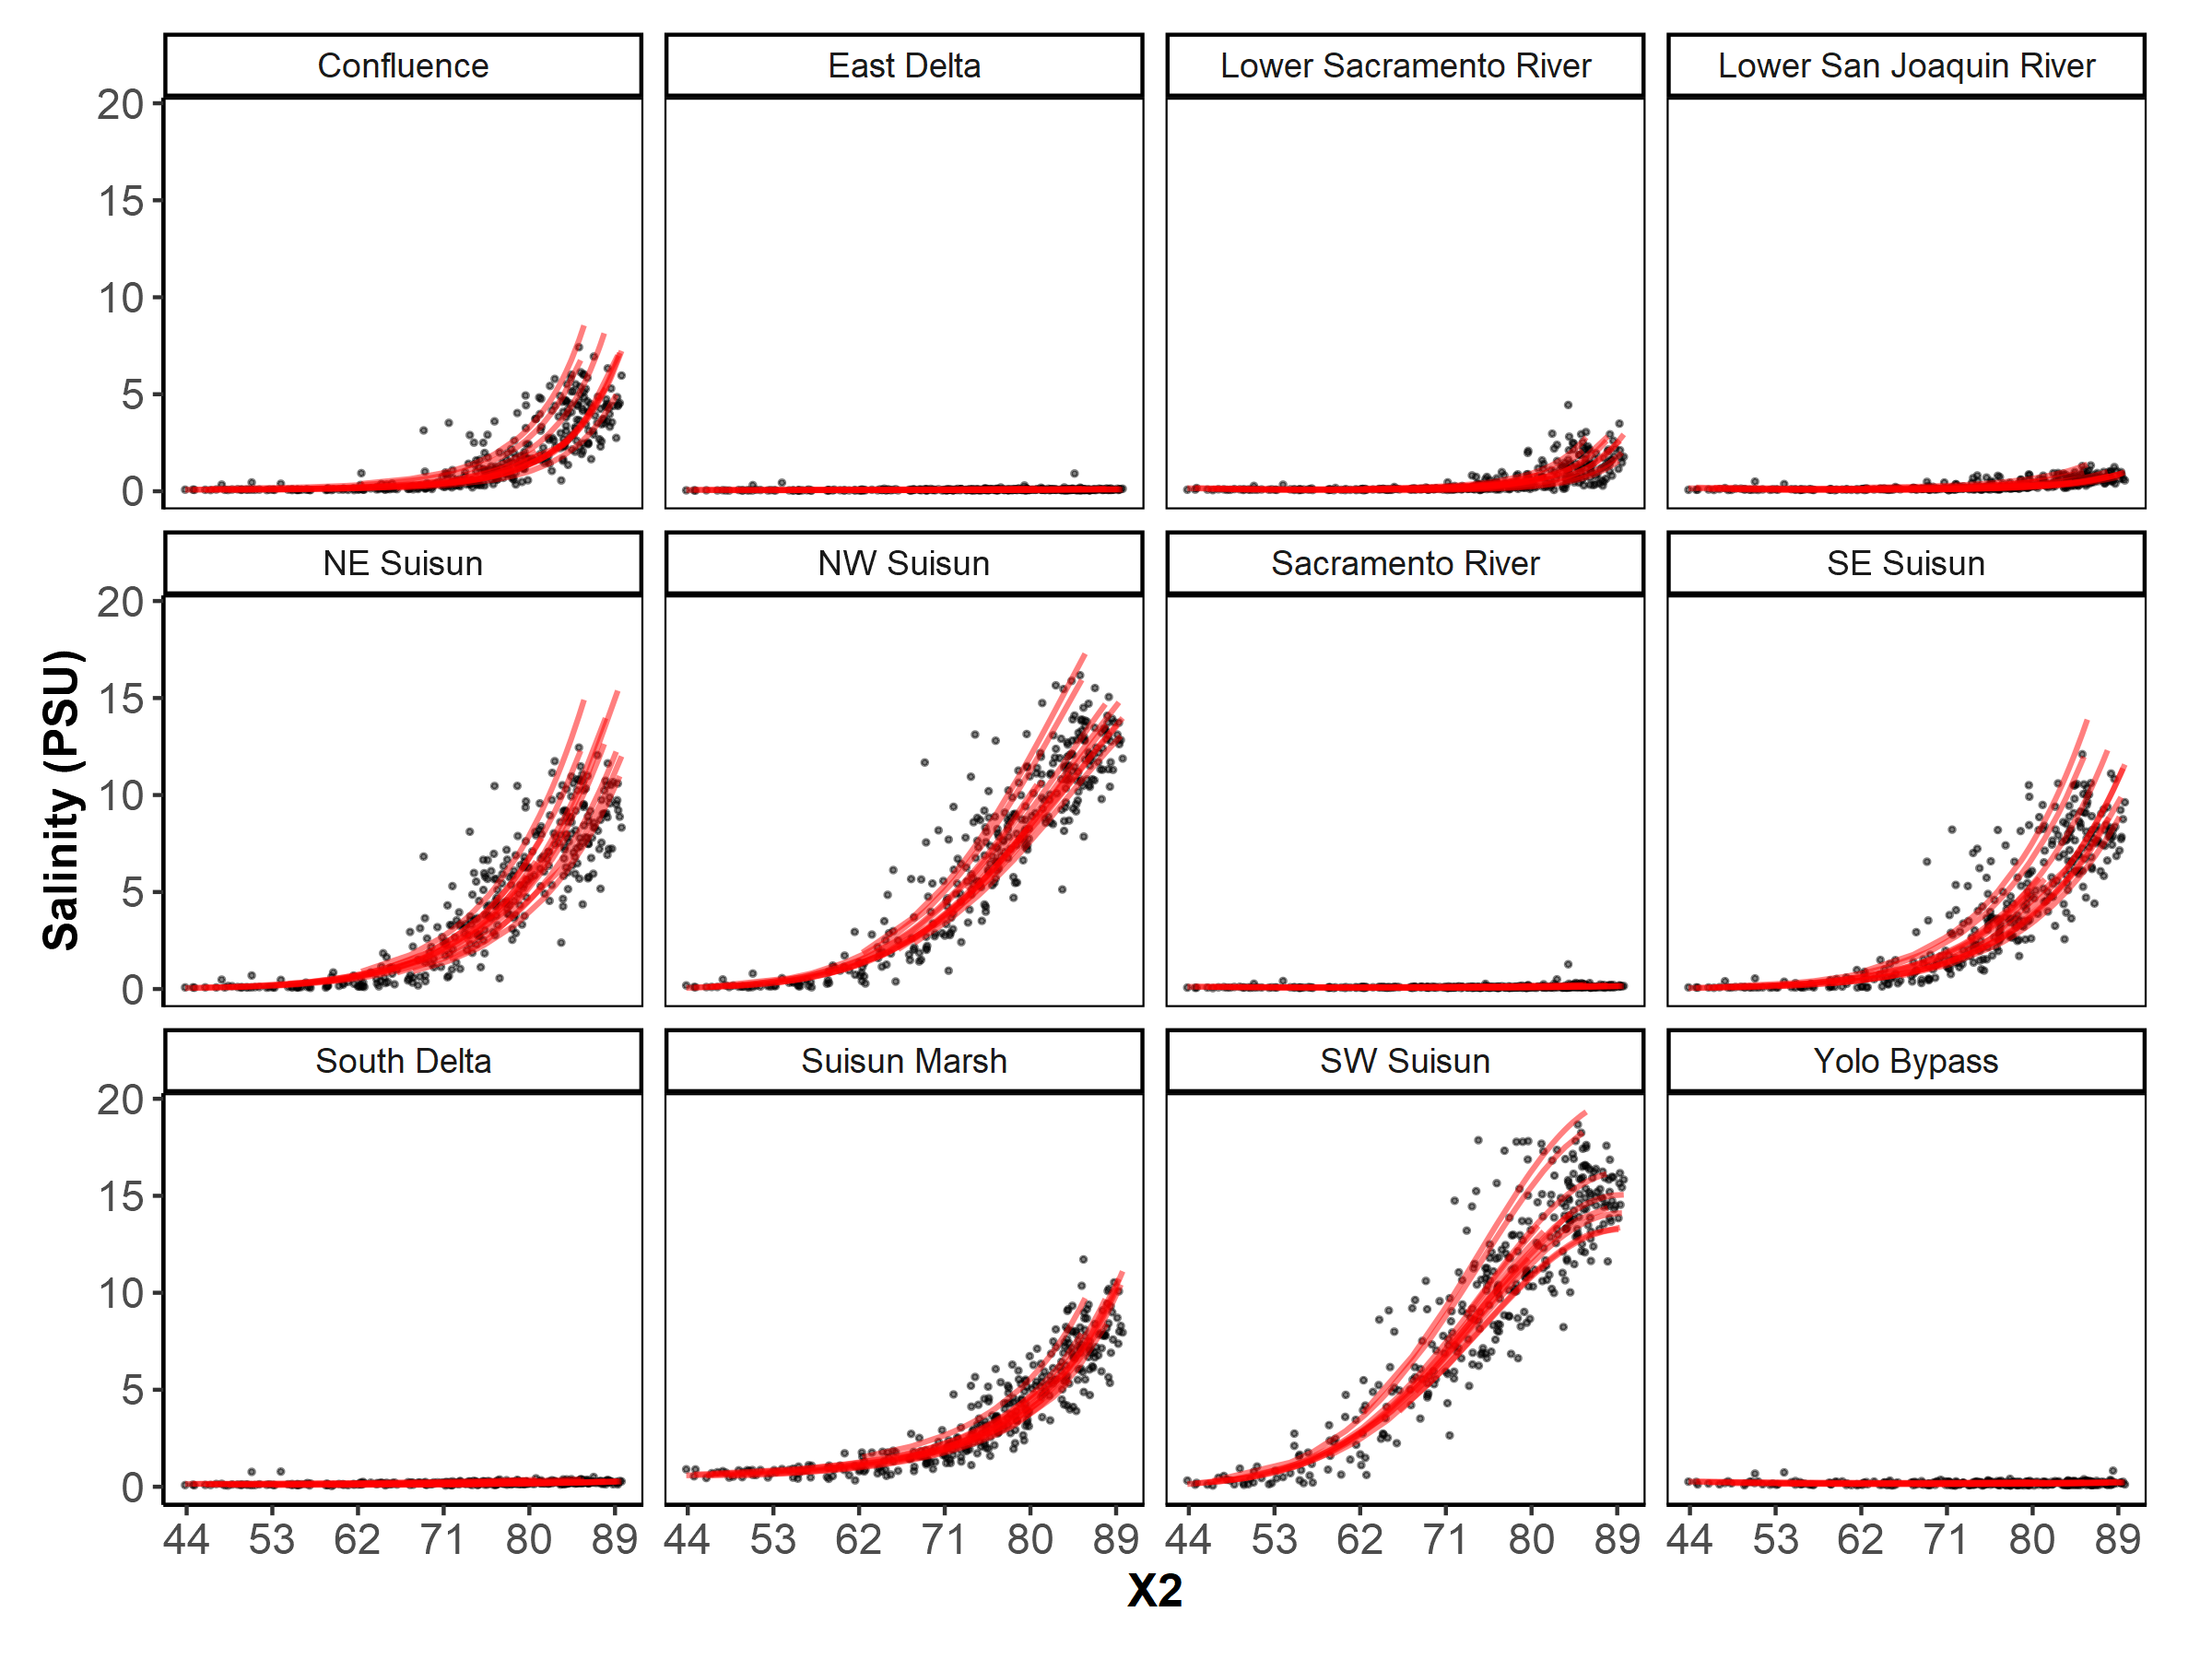 Confluence East Delta Lower Sacramento River Lower San Joaquin River
20
15
10
5
0
NE Suisun NW Suisun Sacramento River SE Suisun
20
15
10
5
0
Salinity (PSU)
South Delta Suisun Marsh SW Suisun Yolo Bypass
20
15
10
5
0
44 53 62 71 80 89 44 53 62 71 80 89 44 53 62 71 80 89 44 53 62 71 80 89
X2